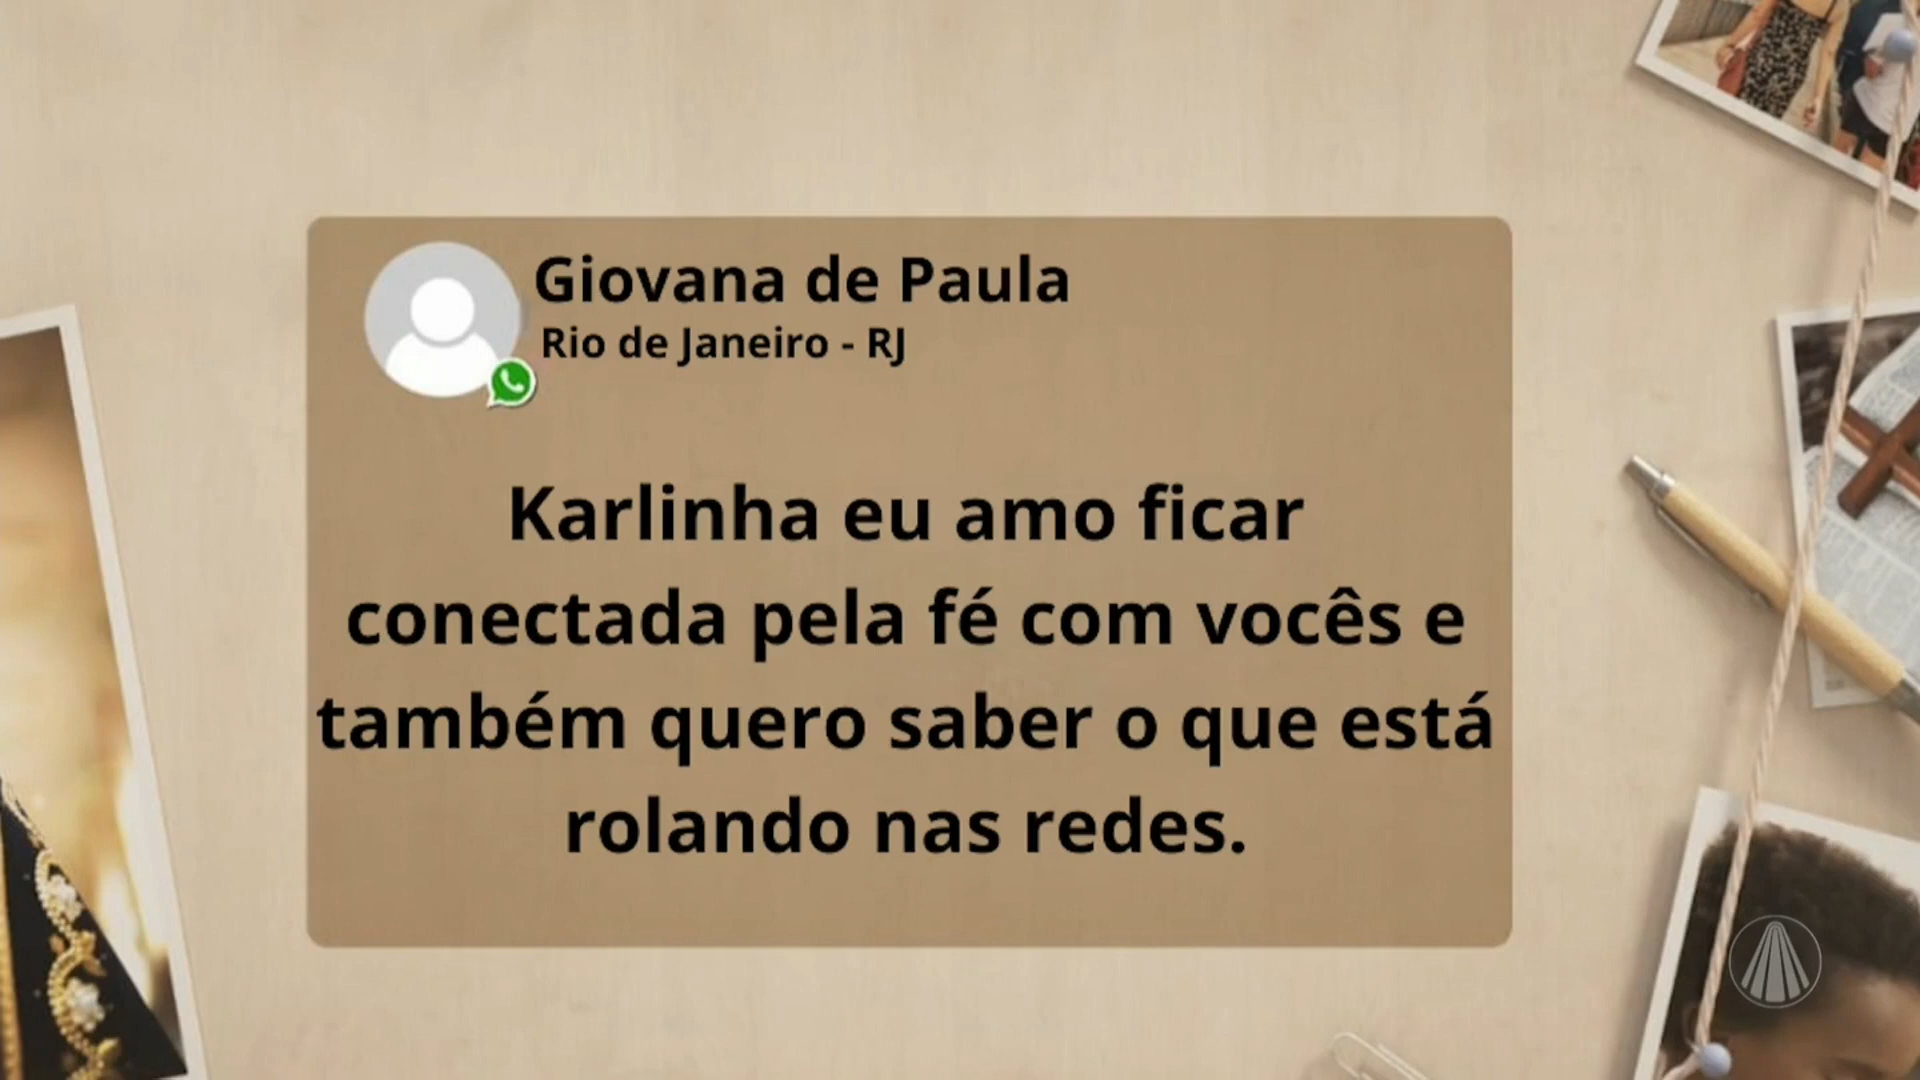 Giovana de Paula
Rio de Janeiro - RJ
Karlinha eu amo ficar
conectada pela fé com vocês e
também quero saber o que está
rolando nas redes.